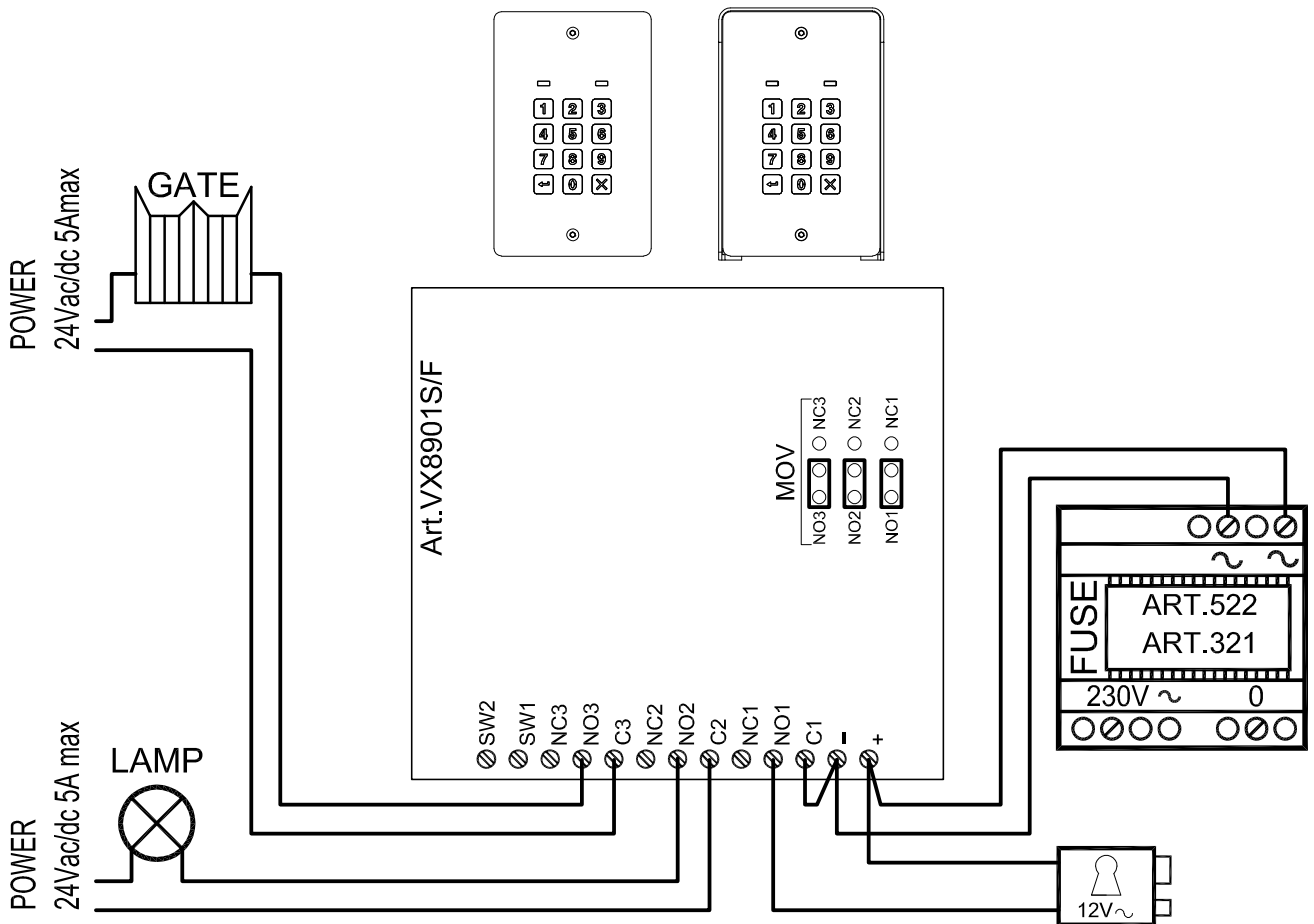 1 2 3
4 5 6
7 8 9
0
1 2 3
4 5 6
7 8 9
0
GATE
POWER
24Vac/dc 5Amax
Art.VX8901S/F
MOV
NC3
NC2
NC1
NO3
NO2
NO1
FUSE
ART.522
ART.321
230V ~ 0
SW2
SW1
NC3
NO3
C3
NC2
NO2
C2
NC1
NO1
C1
-
+
LAMP
POWER
24Vac/dc 5A max
12V~